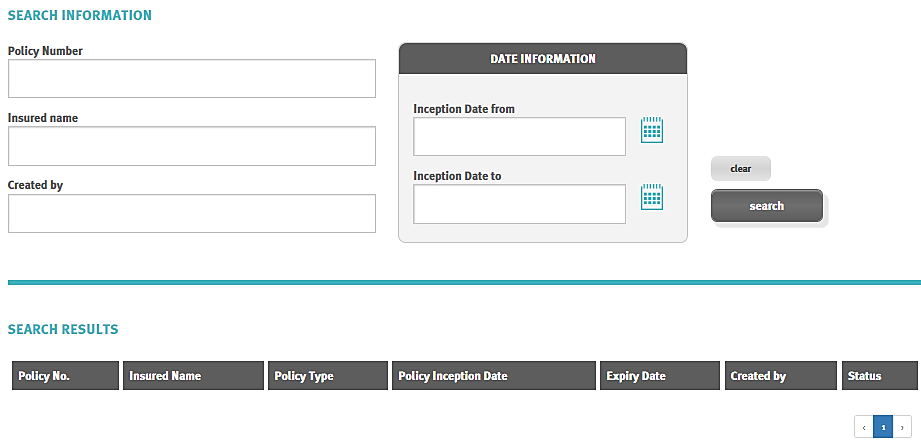 SEARCH INFORMATION
Policy Number
Insured name
Created by
DATE INFORMATION
Inception Date from
Inception Date to
clear
search
SEARCH RESULTS
Policy No. Insured Name Policy Type Policy Inception Date Expiry Date Created by Status
‹ 1 ›